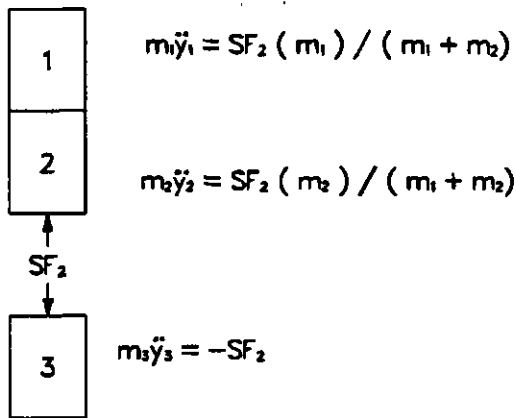 1 m₁ÿ₁ = SF₂ ( m₁ ) / ( m₁ + m₂ )
2 m₂ÿ₂ = SF₂ ( m₂ ) / ( m₁ + m₂ )
SF₂
3 m₃ÿ₃ = -SF₂